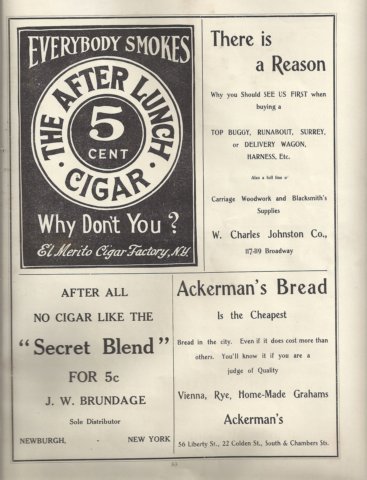 EVERYBODY SMOKES
THE AFTER LUNCH
5
CENT
CIGAR
Why Don't You?
El Merito Cigar Factory, N.Y.
There is
a Reason
Why you Should SEE US FIRST when
buying a
TOP BUGGY, RUNABOUT, SURREY,
or DELIVERY WAGON,
HARNESS, Etc.
Also a full line of
Carriage Woodwork and Blacksmith's
Supplies
W. Charles Johnston Co.,
117-119 Broadway
AFTER ALL
NO CIGAR LIKE THE
"Secret Blend"
FOR 5c
J. W. BRUNDAGE
Sole Distributor
NEWBURGH, - NEW YORK
Ackerman's Bread
Is the Cheapest
Bread in the city. Even if it does cost more than
others. You'll know it if you are a
judge of Quality
Vienna, Rye, Home-Made Grahams
Ackerman's
56 Liberty St., 22 Colden St., South & Chambers Sts.